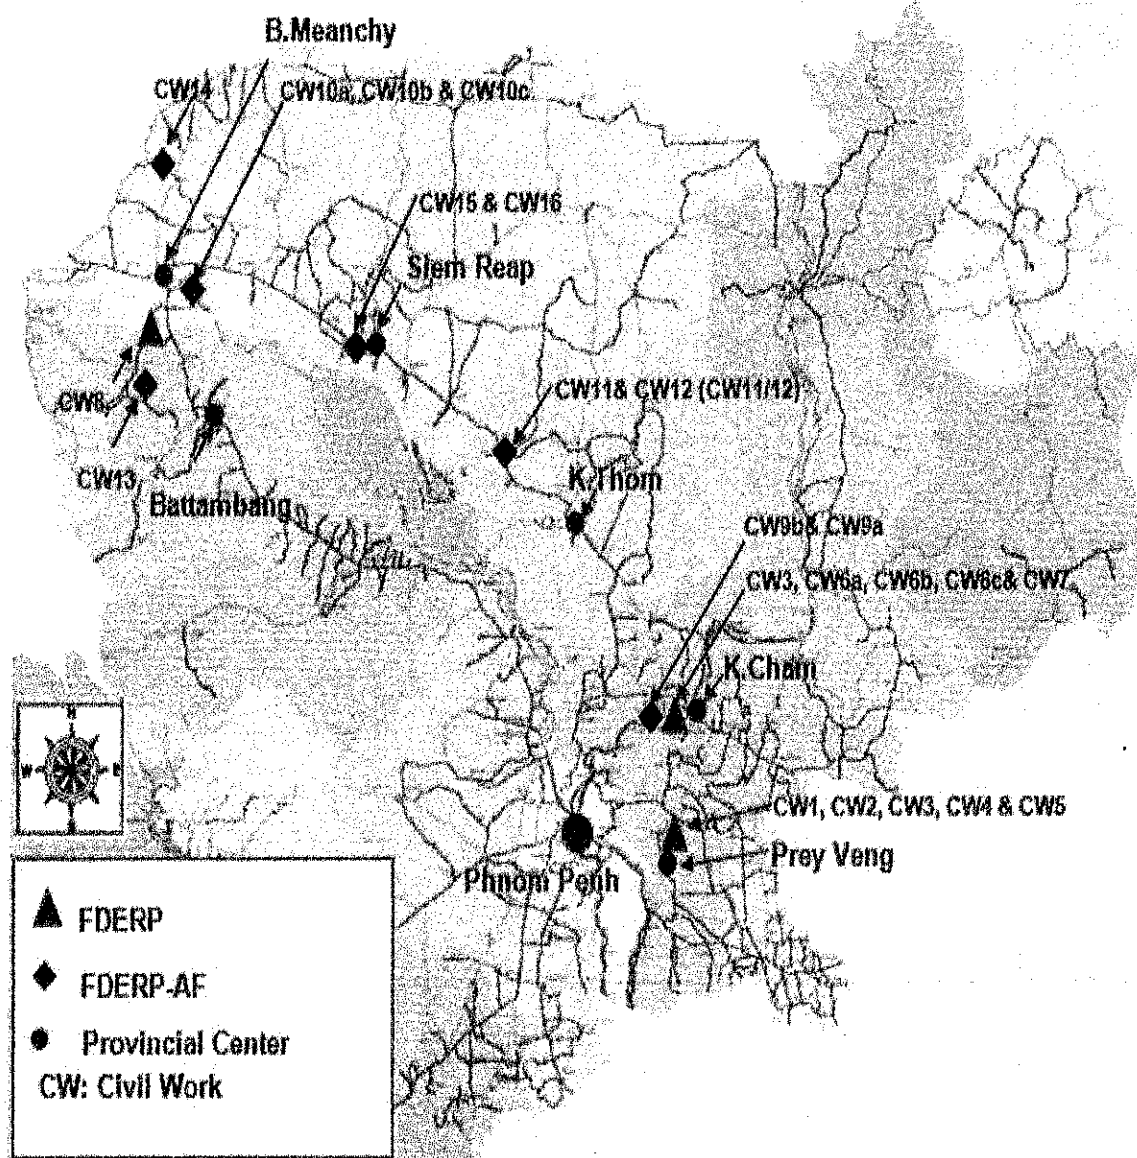 B.Meanchy
CW14
CW10a, CW10b & CW10c
CW15 & CW16
Siem Reap
CW11& CW12 (CW11/12)
CW8
K.Thom
CW13
Battambang
CW9b& CW9a
CW3, CW6a, CW6b, CW6c& CW7
K.Cham
N
W E
S
CW1, CW2, CW3, CW4 & CW5
Prey Veng
Phnom Penh
FDERP
FDERP-AF
Provincial Center
CW: Civil Work